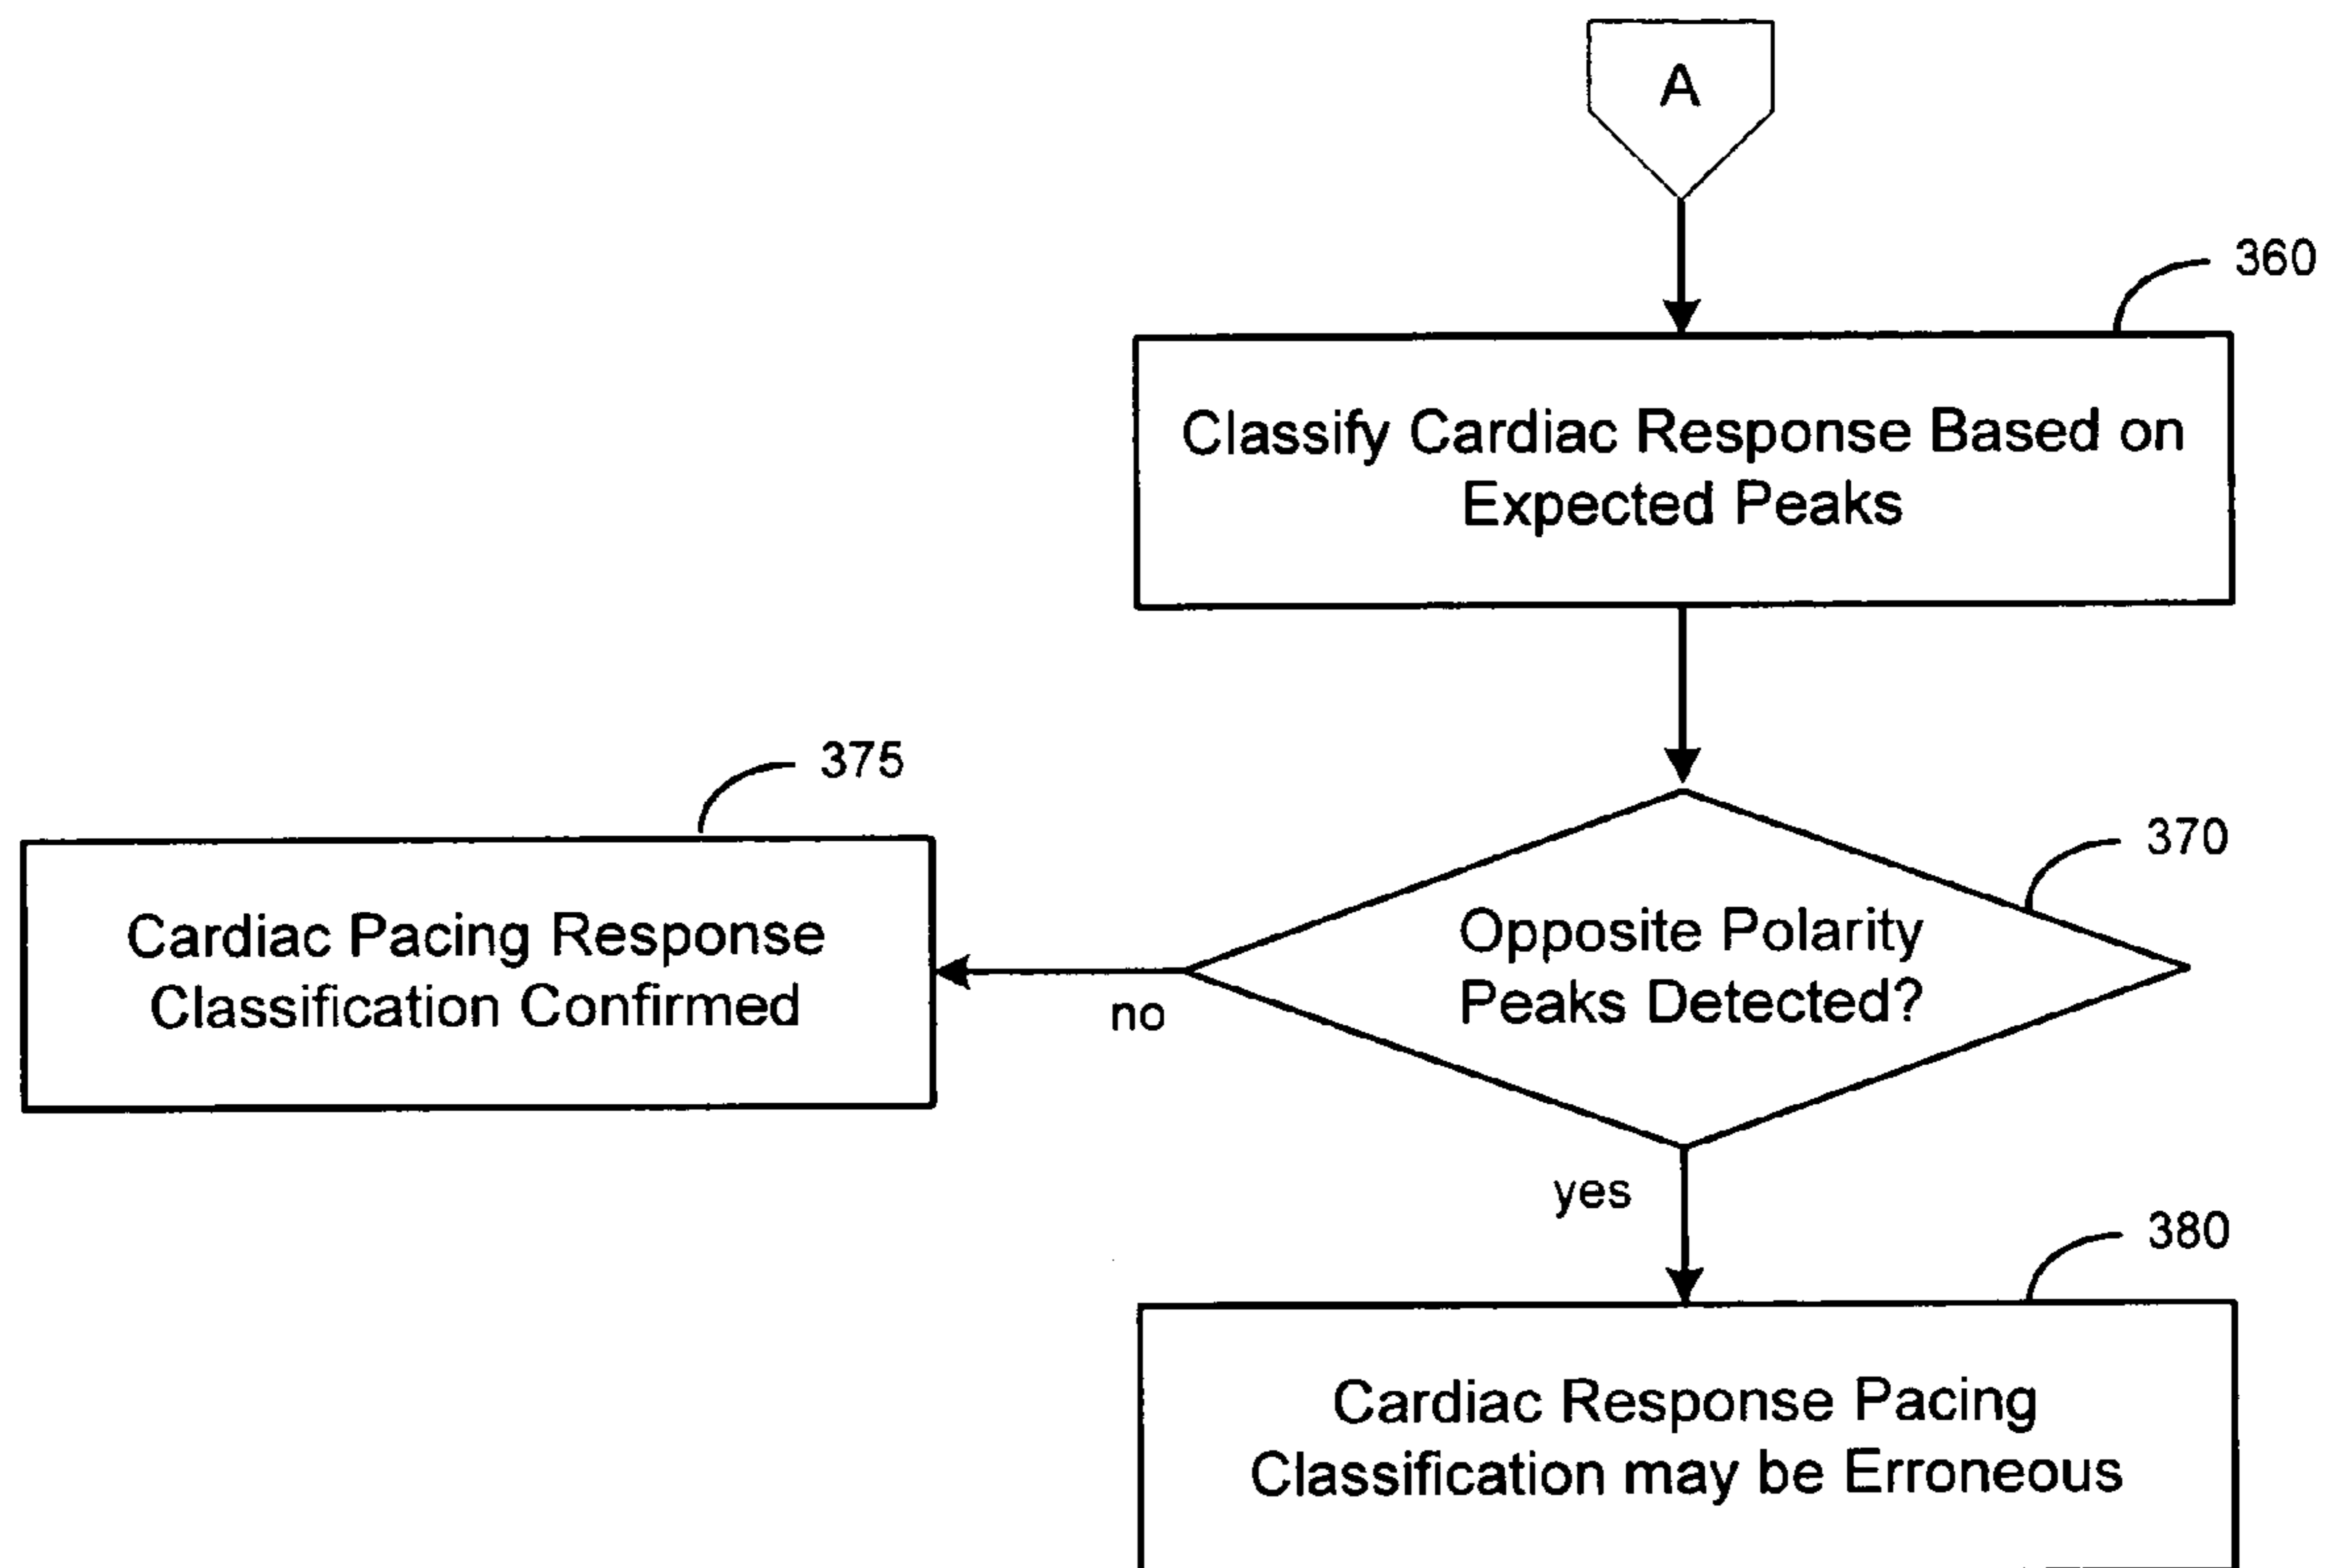 A
360
Classify Cardiac Response Based on
Expected Peaks
375
370
Cardiac Pacing Response
Classification Confirmed
Opposite Polarity
Peaks Detected?
no
yes
380
Cardiac Response Pacing
Classification may be Erroneous